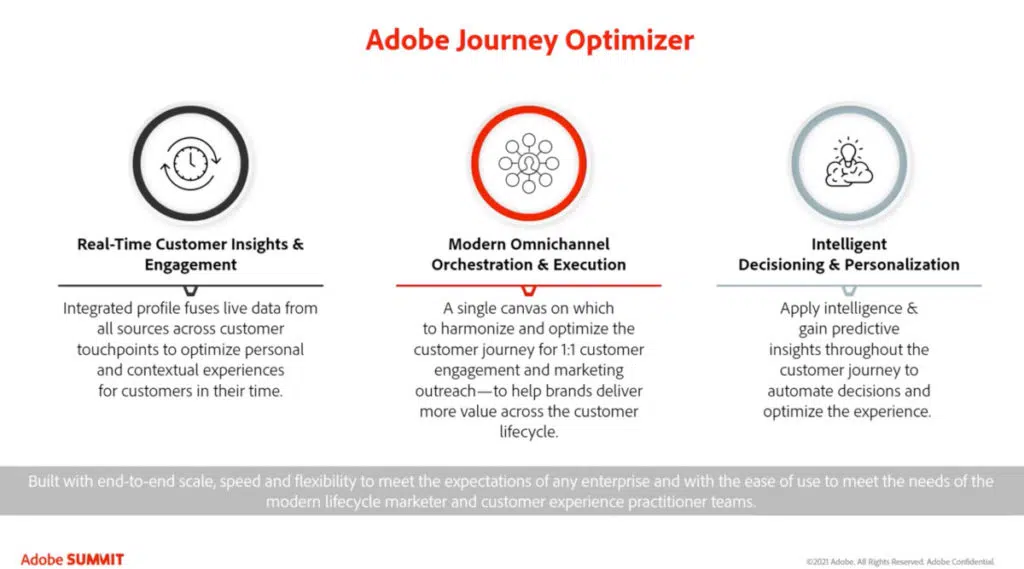 Adobe Journey Optimizer
Real-Time Customer Insights &
Engagement
Integrated profile fuses live data from
all sources across customer
touchpoints to optimize personal
and contextual experiences
for customers in their time.
Modern Omnichannel
Orchestration & Execution
A single canvas on which
to harmonize and optimize the
customer journey for 1:1 customer
engagement and marketing
outreach—to help brands deliver
more value across the customer
lifecycle.
Intelligent
Decisioning & Personalization
Apply intelligence &
gain predictive
insights throughout the
customer journey to
automate decisions and
optimize the experience.
Built with end-to-end scale, speed and flexibility to meet the expectations of any enterprise and with the ease of use to meet the needs of the
modern lifecycle marketer and customer experience practitioner teams.
Adobe SUMMIT
©2021 Adobe. All Rights Reserved. Adobe Confidential.